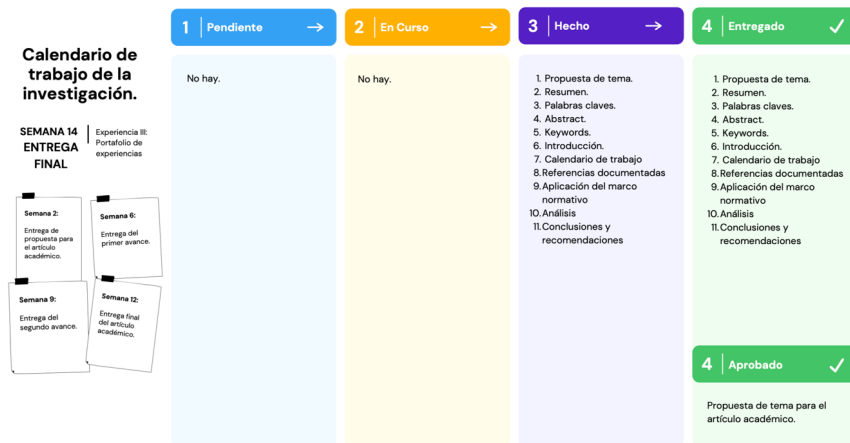 Calendario de
trabajo de la
investigación.
SEMANA 14
ENTREGA
FINAL
Experiencia III:
Portafolio de
experiencias
Semana 2:
Entrega de
propuesta para
el artículo
académico.
Semana 6:
Entrega del
primer avance.
Semana 9:
Entrega del
segundo avance.
Semana 12:
Entrega final
del artículo
académico.
1 Pendiente
No hay.
2 En Curso
No hay.
3 Hecho
1. Propuesta de tema.
2. Resumen.
3. Palabras claves.
4. Abstract.
5. Keywords.
6. Introducción.
7. Calendario de trabajo
8. Referencias documentadas
9. Aplicación del marco
normativo
10. Análisis
11. Conclusiones y
recomendaciones
4 Entregado
1. Propuesta de tema.
2. Resumen.
3. Palabras claves.
4. Abstract.
5. Keywords.
6. Introducción.
7. Calendario de trabajo
8. Referencias documentadas
9. Aplicación del marco
normativo
10. Análisis
11. Conclusiones y
recomendaciones
4 Aprobado
Propuesta de tema para el
artículo académico.